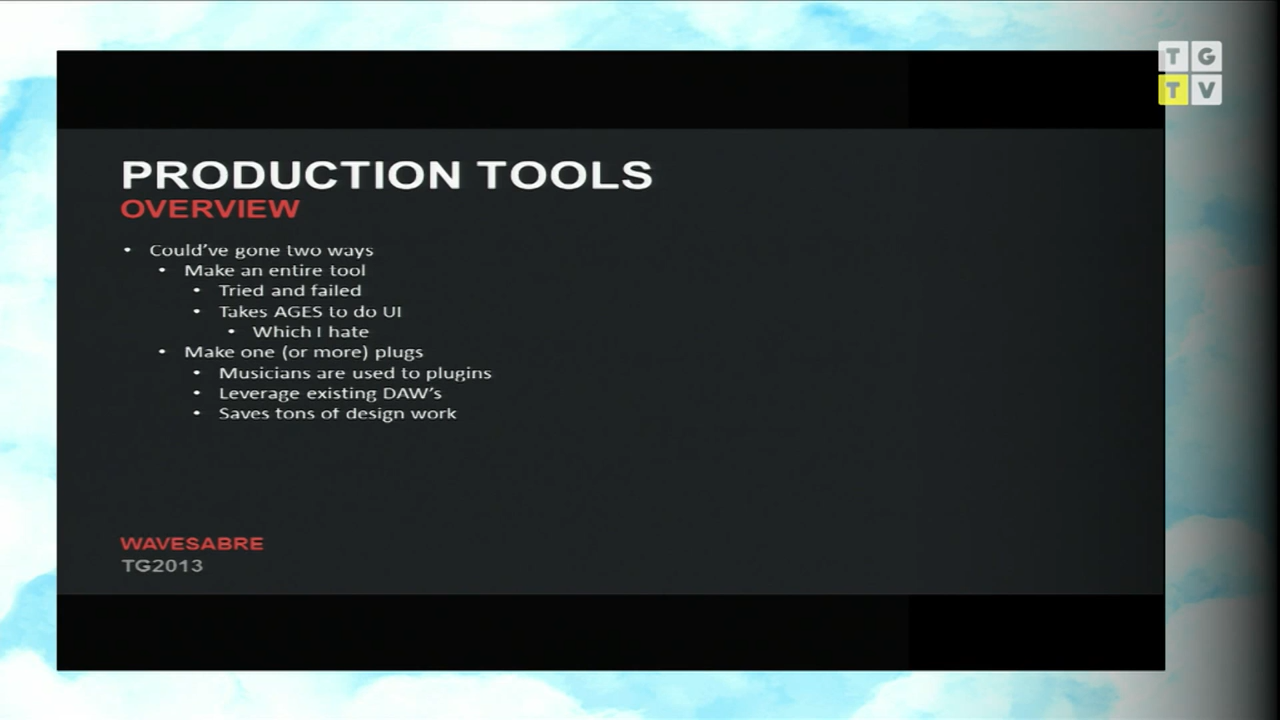 T G
T V
PRODUCTION TOOLS
OVERVIEW
• Could've gone two ways
• Make an entire tool
• Tried and failed
• Takes AGES to do UI
• Which I hate
• Make one (or more) plugs
• Musicians are used to plugins
• Leverage existing DAW's
• Saves tons of design work
WAVESABRE
TG2013